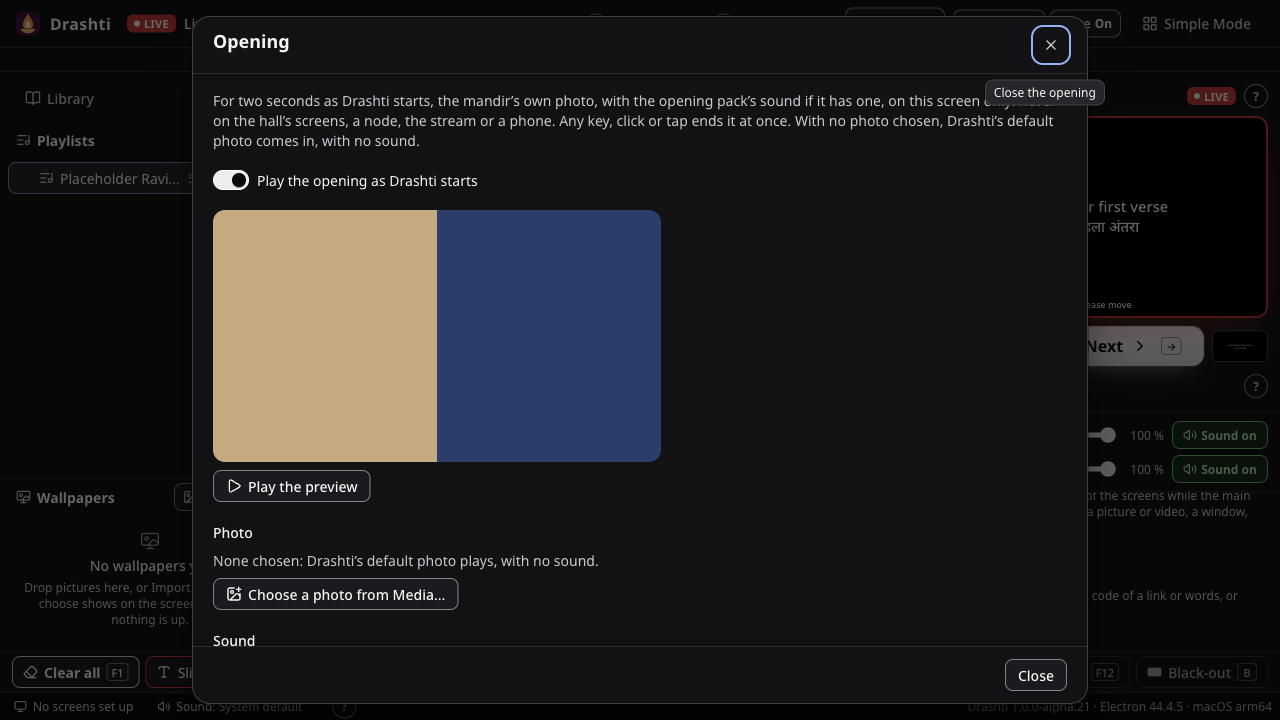 Drashti
LIVE
Li
e On
Simple Mode
Opening
Close the opening
Library
LIVE
?
For two seconds as Drashti starts, the mandir’s own photo, with the opening pack’s sound if it has one, on this screen
on the hall’s screens, a node, the stream or a phone. Any key, click or tap ends it at once. With no photo chosen, Drashti’s default
photo comes in, with no sound.
Playlists
Placeholder Ravi…
Play the opening as Drashti starts
r first verse
अंतरा
ease move
Next
?
100 %
Sound on
100 %
Sound on
Play the preview
Wallpapers
of the screens while the main
a picture or video, a window,
Photo
None chosen: Drashti’s default photo plays, with no sound.
No wallpapers y
Drop pictures here, or Import
choose shows on the scree
nothing is up.
Choose a photo from Media…
code of a link or words, or
Sound
Clear all
F1
Sli
Close
F12
Black-out
B
No screens set up
Sound: System default
?
Drashti 1.0.0-alpha.21 · Electron 44.4.5 · macOS arm64